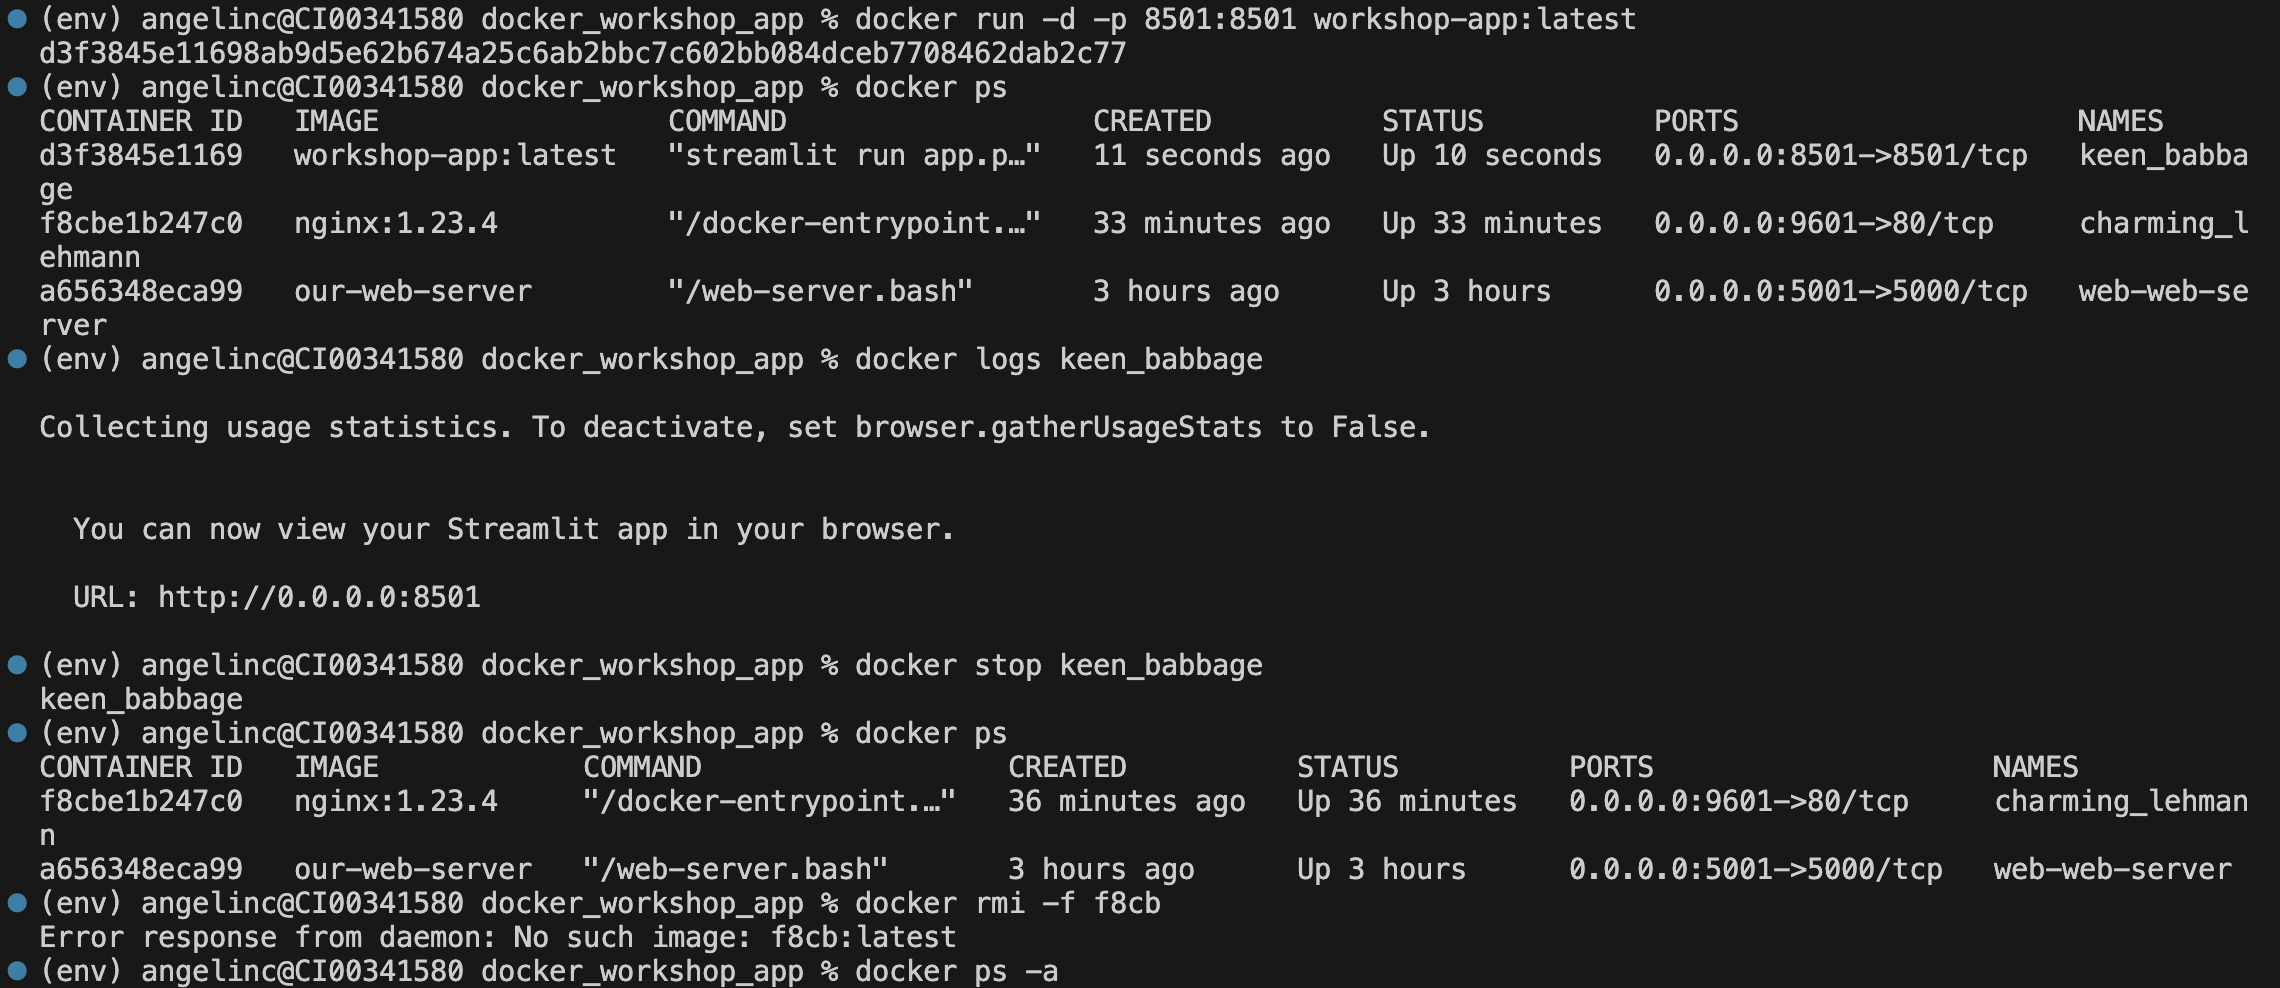 (env) angelinc@CI00341580 docker_workshop_app % docker run -d -p 8501:8501 workshop-app:latest
d3f3845e11698ab9d5e62b674a25c6ab2bbc7c602bb084dceb7708462dab2c77
(env) angelinc@CI00341580 docker_workshop_app % docker ps
CONTAINER ID   IMAGE                 COMMAND                  CREATED          STATUS          PORTS                    NAMES
d3f3845e1169   workshop-app:latest   "streamlit run app.p…"   11 seconds ago   Up 10 seconds   0.0.0.0:8501->8501/tcp   keen_babba
ge
f8cbe1b247c0   nginx:1.23.4          "/docker-entrypoint.…"   33 minutes ago   Up 33 minutes   0.0.0.0:9601->80/tcp     charming_l
ehmann
a656348eca99   our-web-server        "/web-server.bash"       3 hours ago      Up 3 hours      0.0.0.0:5001->5000/tcp   web-web-se
rver
(env) angelinc@CI00341580 docker_workshop_app % docker logs keen_babbage
Collecting usage statistics. To deactivate, set browser.gatherUsageStats to False.
You can now view your Streamlit app in your browser.
URL: http://0.0.0.0:8501
(env) angelinc@CI00341580 docker_workshop_app % docker stop keen_babbage
keen_babbage
(env) angelinc@CI00341580 docker_workshop_app % docker ps
CONTAINER ID   IMAGE            COMMAND                  CREATED          STATUS          PORTS                    NAMES
f8cbe1b247c0   nginx:1.23.4     "/docker-entrypoint.…"   36 minutes ago   Up 36 minutes   0.0.0.0:9601->80/tcp     charming_lehman
n
a656348eca99   our-web-server   "/web-server.bash"       3 hours ago      Up 3 hours      0.0.0.0:5001->5000/tcp   web-web-server
(env) angelinc@CI00341580 docker_workshop_app % docker rmi -f f8cb
Error response from daemon: No such image: f8cb:latest
(env) angelinc@CI00341580 docker_workshop_app % docker ps -a